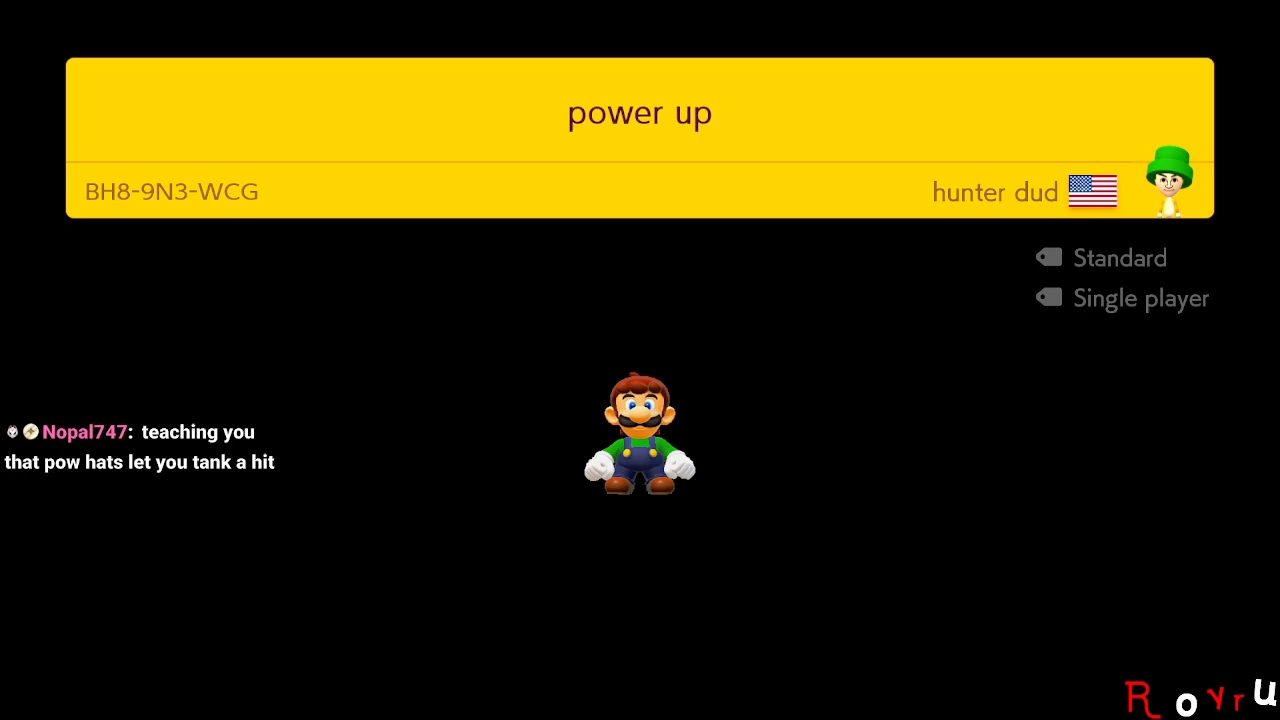 power up
BH8-9N3-WCG
hunter dud
Standard
Single player
Nopal747: teaching you
that pow hats let you tank a hit
Royru